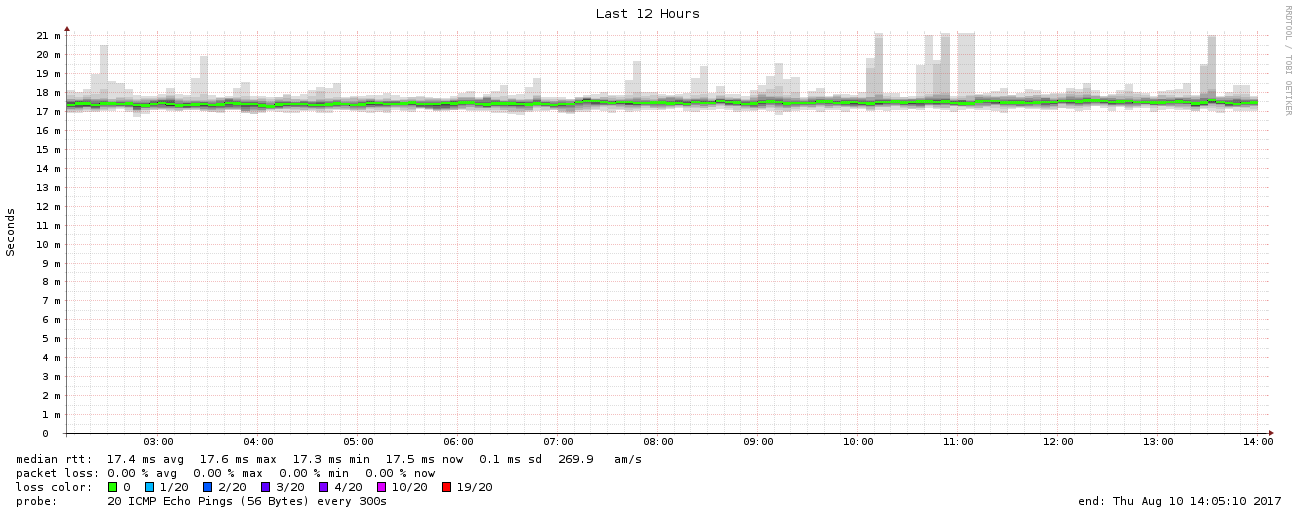 Last 12 Hours
RRDTOOL / TOBI OETIKER
Seconds
21 m
20 m
19 m
18 m
17 m
16 m
15 m
14 m
13 m
12 m
11 m
10 m
9 m
8 m
7 m
6 m
5 m
4 m
3 m
2 m
1 m
0
03:00 04:00 05:00 06:00 07:00 08:00 09:00 10:00 11:00 12:00 13:00 14:00
median rtt: 17.4 ms avg 17.6 ms max 17.3 ms min 17.5 ms now 0.1 ms sd 269.9 am/s
packet loss: 0.00 % avg 0.00 % max 0.00 % min 0.00 % now
loss color: 0 1/20 2/20 3/20 4/20 10/20 19/20
probe: 20 ICMP Echo Pings (56 Bytes) every 300s end: Thu Aug 10 14:05:10 2017